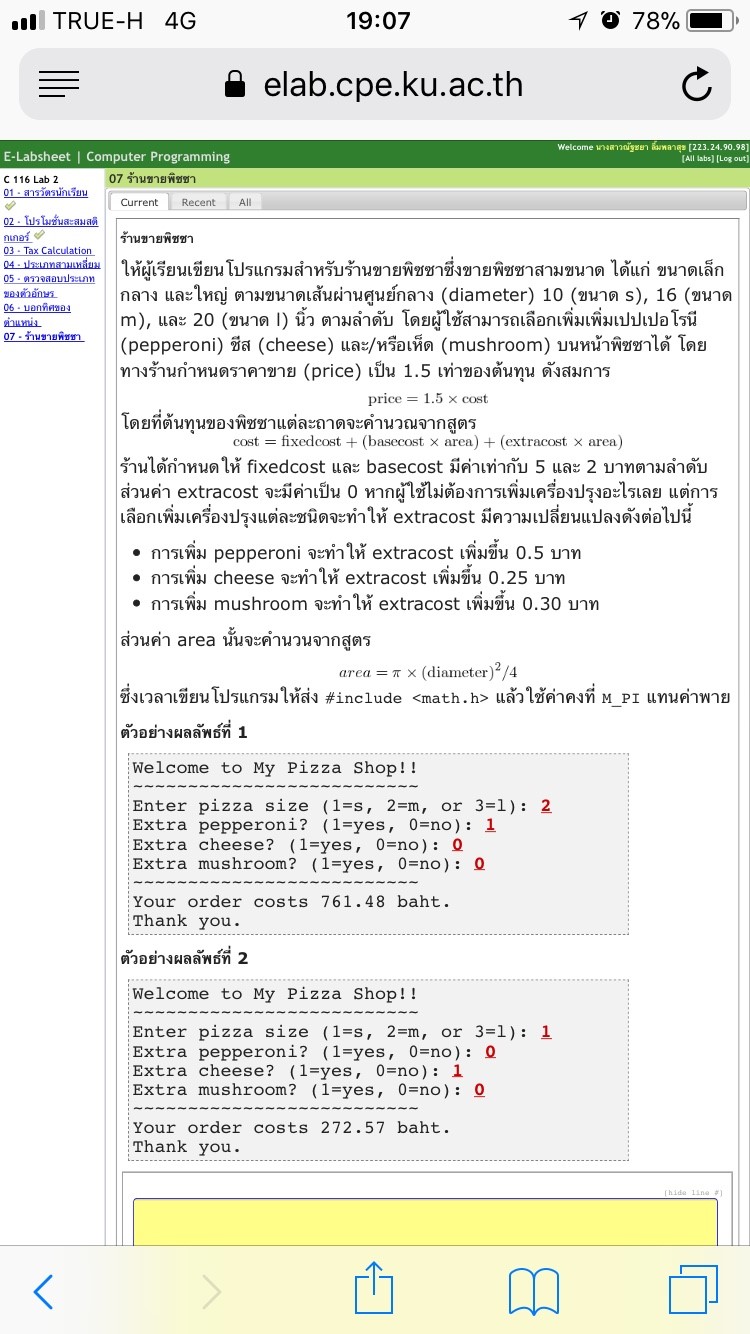 TRUE-H 4G 19:07 78%
elab.cpe.ku.ac.th
E-Labsheet | Computer Programming
Welcome นางสาวณัฐชยา ลิ้มพลาสุข [223.24.90.98]
[All labs] [Log out]
C 116 Lab 2
01 - สารวัตรนักเรียน
02 - โปรโมชั่นสะสมสติ
กเกอร์
03 - Tax Calculation
04 - ประเภทสามเหลี่ยม
05 - ตรวจสอบประเภท
ของตัวอักษร
06 - บอกทิศของ
ตำแหน่ง
07 - ร้านขายพิซซา
07 - ร้านขายพิซซา
Current Recent All
ร้านขายพิซซา
ให้ผู้เรียนเขียนโปรแกรมสำหรับร้านขายพิซซาซึ่งขายพิซซาสามขนาด ได้แก่ ขนาดเล็ก
กลาง และใหญ่ ตามขนาดเส้นผ่านศูนย์กลาง (diameter) 10 (ขนาด s), 16 (ขนาด
m), และ 20 (ขนาด l) นิ้ว ตามลำดับ โดยผู้ใช้สามารถเลือกเพิ่มเพิ่มเปปเปอโรนี
(pepperoni) ชีส (cheese) และ/หรือเห็ด (mushroom) บนหน้าพิซซาได้ โดย
ทางร้านกำหนดราคาขาย (price) เป็น 1.5 เท่าของต้นทุน ดังสมการ
price = 1.5 × cost
โดยที่ต้นทุนของพิซซาแต่ละถาดจะคำนวณจากสูตร
cost = fixedcost + (basecost × area) + (extracost × area)
ร้านได้กำหนดให้ fixedcost และ basecost มีค่าเท่ากับ 5 และ 2 บาทตามลำดับ
ส่วนค่า extracost จะมีค่าเป็น 0 หากผู้ใช้ไม่ต้องการเพิ่มเครื่องปรุงอะไรเลย แต่การ
เลือกเพิ่มเครื่องปรุงแต่ละชนิดจะทำให้ extracost มีความเปลี่ยนแปลงดังต่อไปนี้
• การเพิ่ม pepperoni จะทำให้ extracost เพิ่มขึ้น 0.5 บาท
• การเพิ่ม cheese จะทำให้ extracost เพิ่มขึ้น 0.25 บาท
• การเพิ่ม mushroom จะทำให้ extracost เพิ่มขึ้น 0.30 บาท
ส่วนค่า area นั้นจะคำนวนจากสูตร
area = π × (diameter)²/4
ซึ่งเวลาเขียนโปรแกรมให้ส่ง #include <math.h> แล้วใช้ค่าคงที่ M_PI แทนค่าพาย
ตัวอย่างผลลัพธ์ที่ 1
Welcome to My Pizza Shop!!
~~~~~~~~~~~~~~~~~~~~~~~~~~
Enter pizza size (1=s, 2=m, or 3=l): 2
Extra pepperoni? (1=yes, 0=no): 1
Extra cheese? (1=yes, 0=no): 0
Extra mushroom? (1=yes, 0=no): 0
~~~~~~~~~~~~~~~~~~~~~~~~~~
Your order costs 761.48 baht.
Thank you.
ตัวอย่างผลลัพธ์ที่ 2
Welcome to My Pizza Shop!!
~~~~~~~~~~~~~~~~~~~~~~~~~~
Enter pizza size (1=s, 2=m, or 3=l): 1
Extra pepperoni? (1=yes, 0=no): 0
Extra cheese? (1=yes, 0=no): 1
Extra mushroom? (1=yes, 0=no): 0
~~~~~~~~~~~~~~~~~~~~~~~~~~
Your order costs 272.57 baht.
Thank you.
[hide line #]